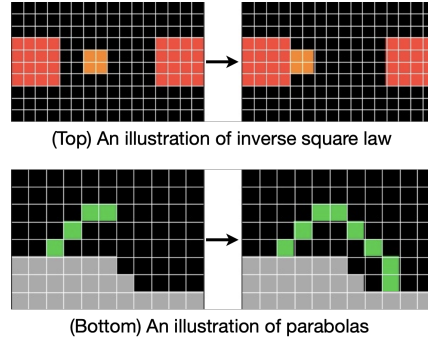 (Top) An illustration of inverse square law
(Bottom) An illustration of parabolas